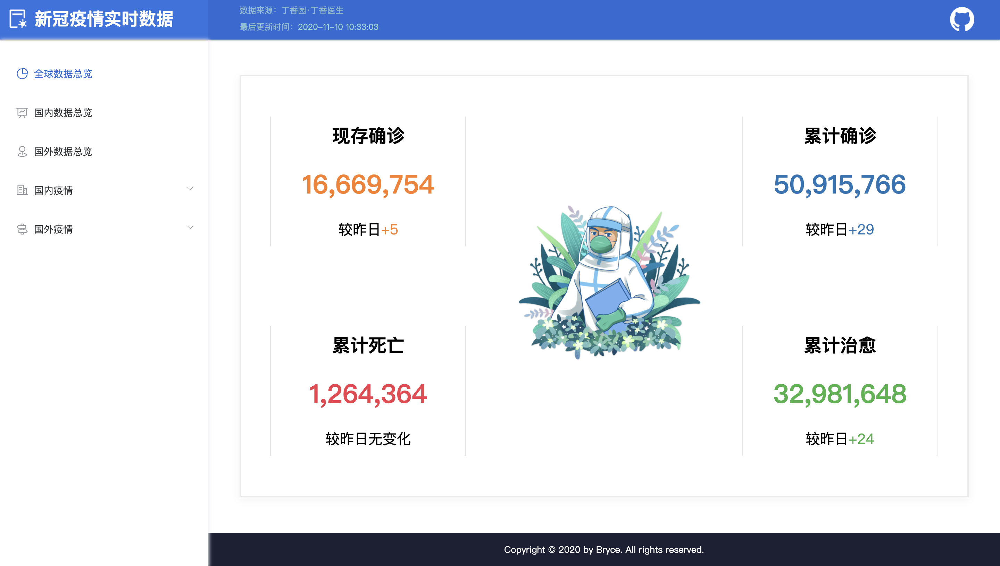 新冠疫情实时数据
数据来源：丁香园·丁香医生
最后更新时间：2020-11-10 10:33:03
全球数据总览
国内数据总览
国外数据总览
国内疫情
国外疫情
现存确诊
16,669,754
较昨日+5
累计确诊
50,915,766
较昨日+29
累计死亡
1,264,364
较昨日无变化
累计治愈
32,981,648
较昨日+24
Copyright © 2020 by Bryce. All rights reserved.